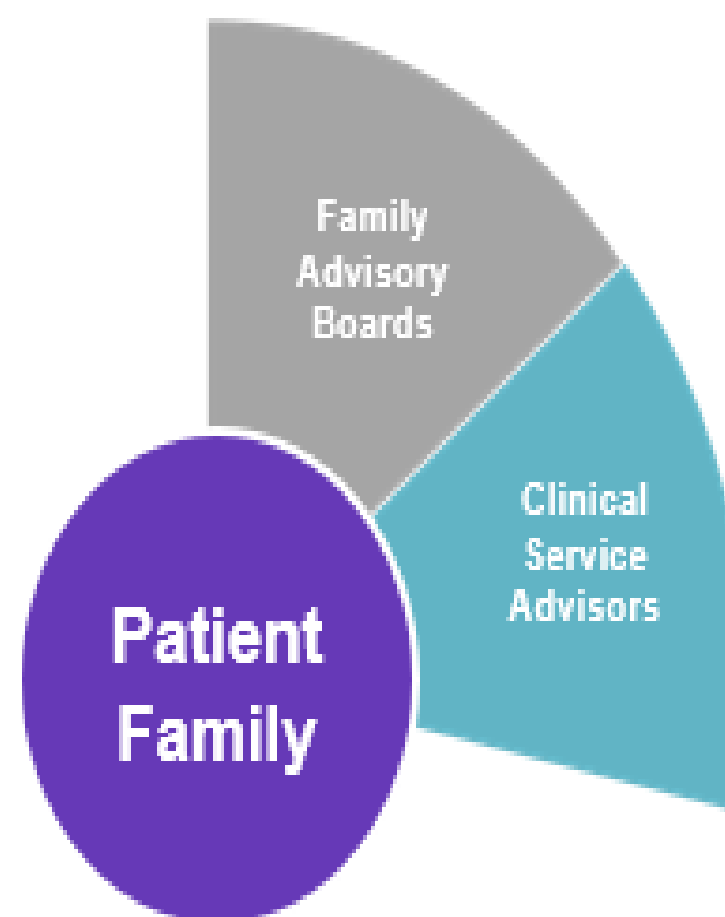 Family
Advisory
Boards
Clinical
Service
Advisors
Patient
Family